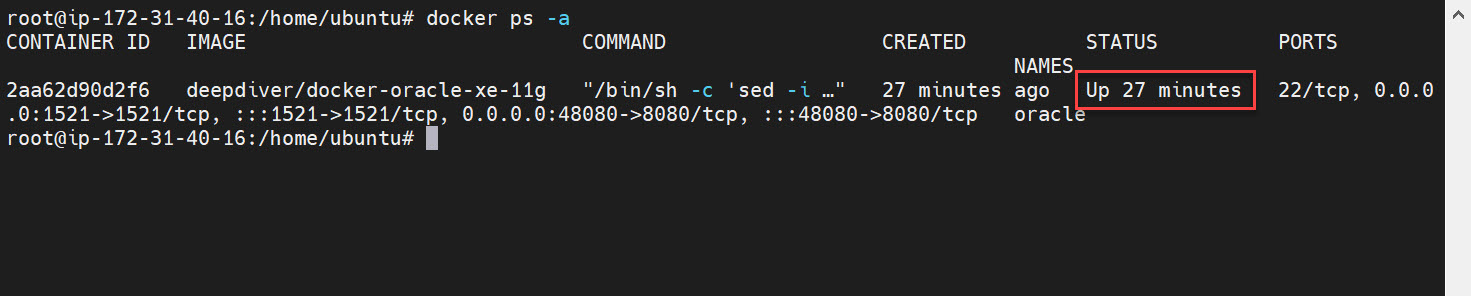 root@ip-172-31-40-16:/home/ubuntu# docker ps -a
CONTAINER ID   IMAGE                            COMMAND                  CREATED          STATUS          PORTS
                                                                                    NAMES
2aa62d90d2f6   deepdiver/docker-oracle-xe-11g   "/bin/sh -c 'sed -i …"   27 minutes ago   Up 27 minutes   22/tcp, 0.0.0
.0:1521->1521/tcp, :::1521->1521/tcp, 0.0.0.0:48080->8080/tcp, :::48080->8080/tcp   oracle
root@ip-172-31-40-16:/home/ubuntu#